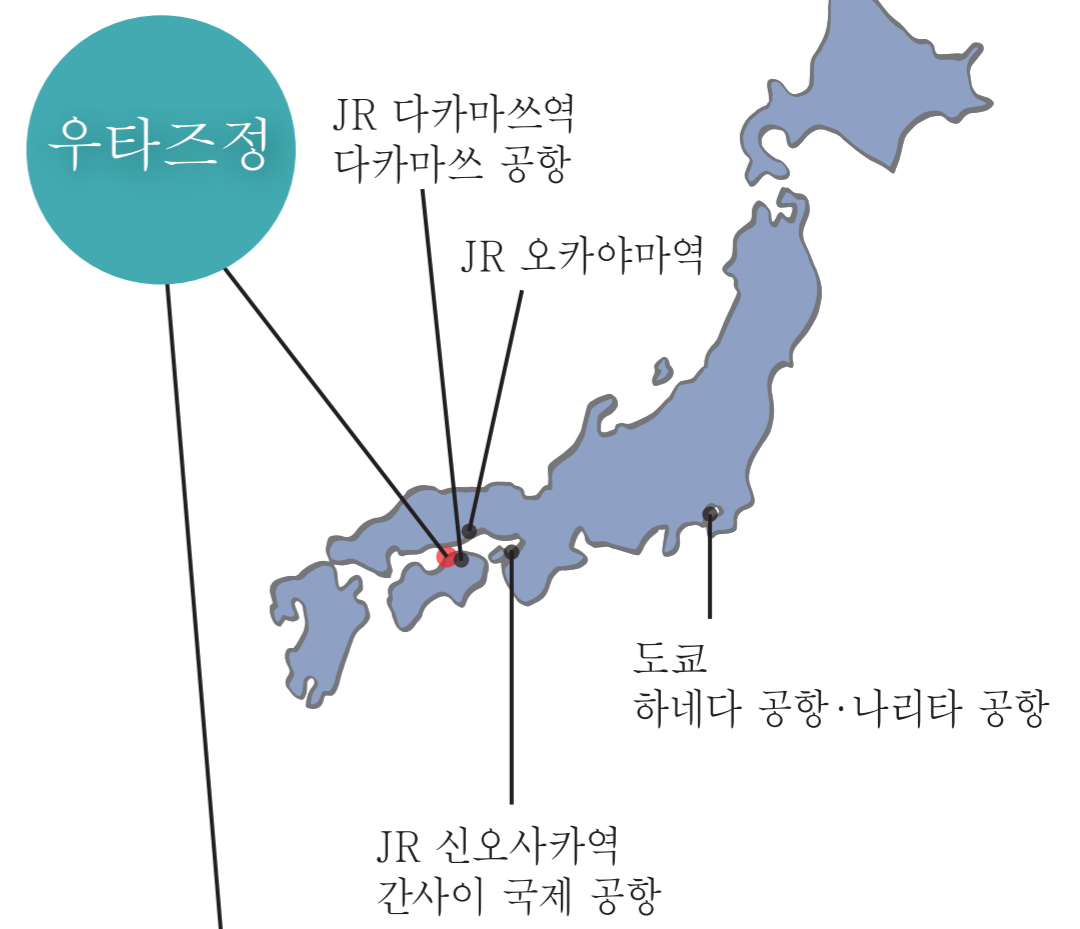 우타즈정
JR 다카마쓰역
다카마쓰 공항
JR 오카야마역
도쿄
하네다 공항·나리타 공항
JR 신오사카역
간사이 국제 공항